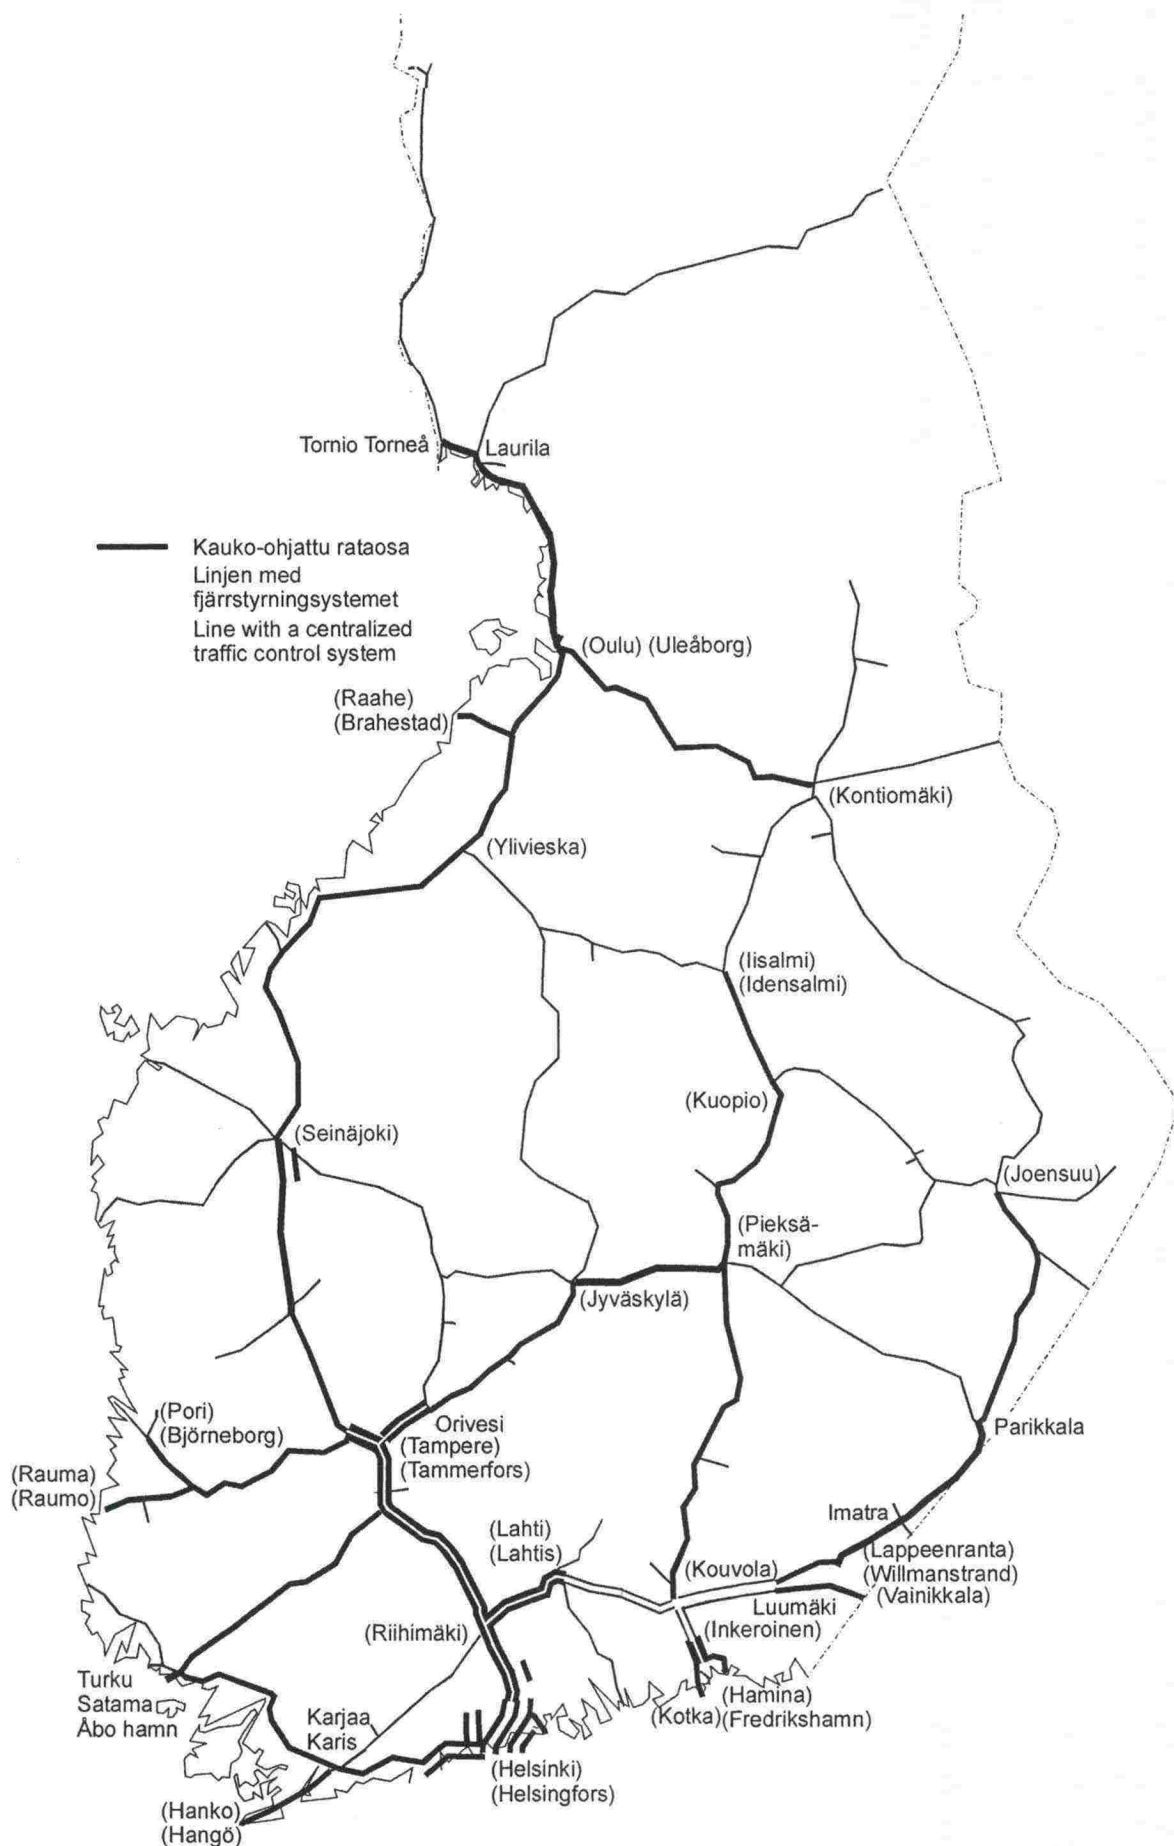 Tornio Torneå
Laurila
Kauko-ohjattu rataosa
Linjen med
fjärrstyrningsystemet
Line with a centralized
traffic control system
(Oulu) (Uleåborg)
(Raahe)
(Brahestad)
(Kontiomäki)
(Ylivieska)
(Iisalmi)
(Idensalmi)
(Kuopio)
(Seinäjoki)
(Joensuu)
(Pieksä-
mäki)
(Jyväskylä)
(Pori)
(Björneborg)
Orivesi
(Tampere)
(Tammerfors)
Parikkala
(Rauma)
(Raumo)
Imatra
(Lahti)
(Lahtis)
(Lappeenranta)
(Willmanstrand)
(Vainikkala)
(Kouvola)
Luumäki
(Inkeroinen)
(Riihimäki)
Turku
Satama
Åbo hamn
Karjaa
Karis
(Hamina)
(Kotka)(Fredrikshamn)
(Helsinki)
(Helsingfors)
(Hanko)
(Hangö)